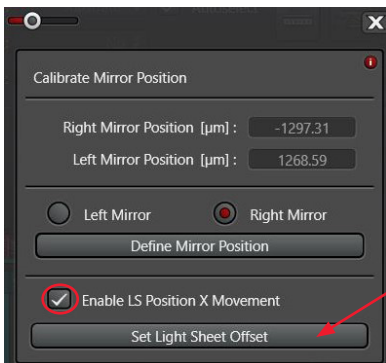 X
Calibrate Mirror Position
Right Mirror Position [µm] : -1297.31
Left Mirror Position [µm] : 1268.59
Left Mirror Right Mirror
Define Mirror Position
Enable LS Position X Movement
Set Light Sheet Offset